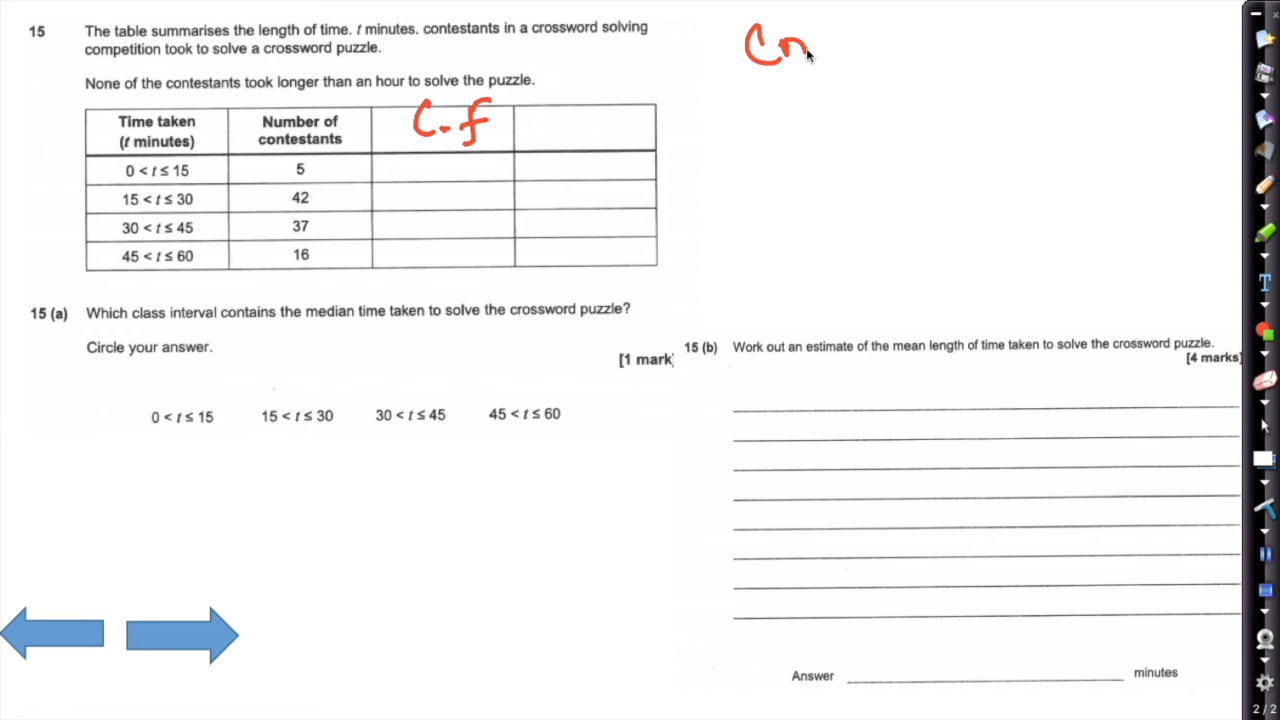 15 The table summarises the length of time. t minutes. contestants in a crossword solving
competition took to solve a crossword puzzle.
None of the contestants took longer than an hour to solve the puzzle.
Time taken
(t minutes)
Number of
contestants
C.f
0 < t ≤ 15 5
15 < t ≤ 30 42
30 < t ≤ 45 37
45 < t ≤ 60 16
15 (a) Which class interval contains the median time taken to solve the crossword puzzle?
Circle your answer.
[1 mark
0 < t ≤ 15 15 < t ≤ 30 30 < t ≤ 45 45 < t ≤ 60
Cm
15 (b) Work out an estimate of the mean length of time taken to solve the crossword puzzle.
[4 marks]
Answer minutes
T
2 / 2